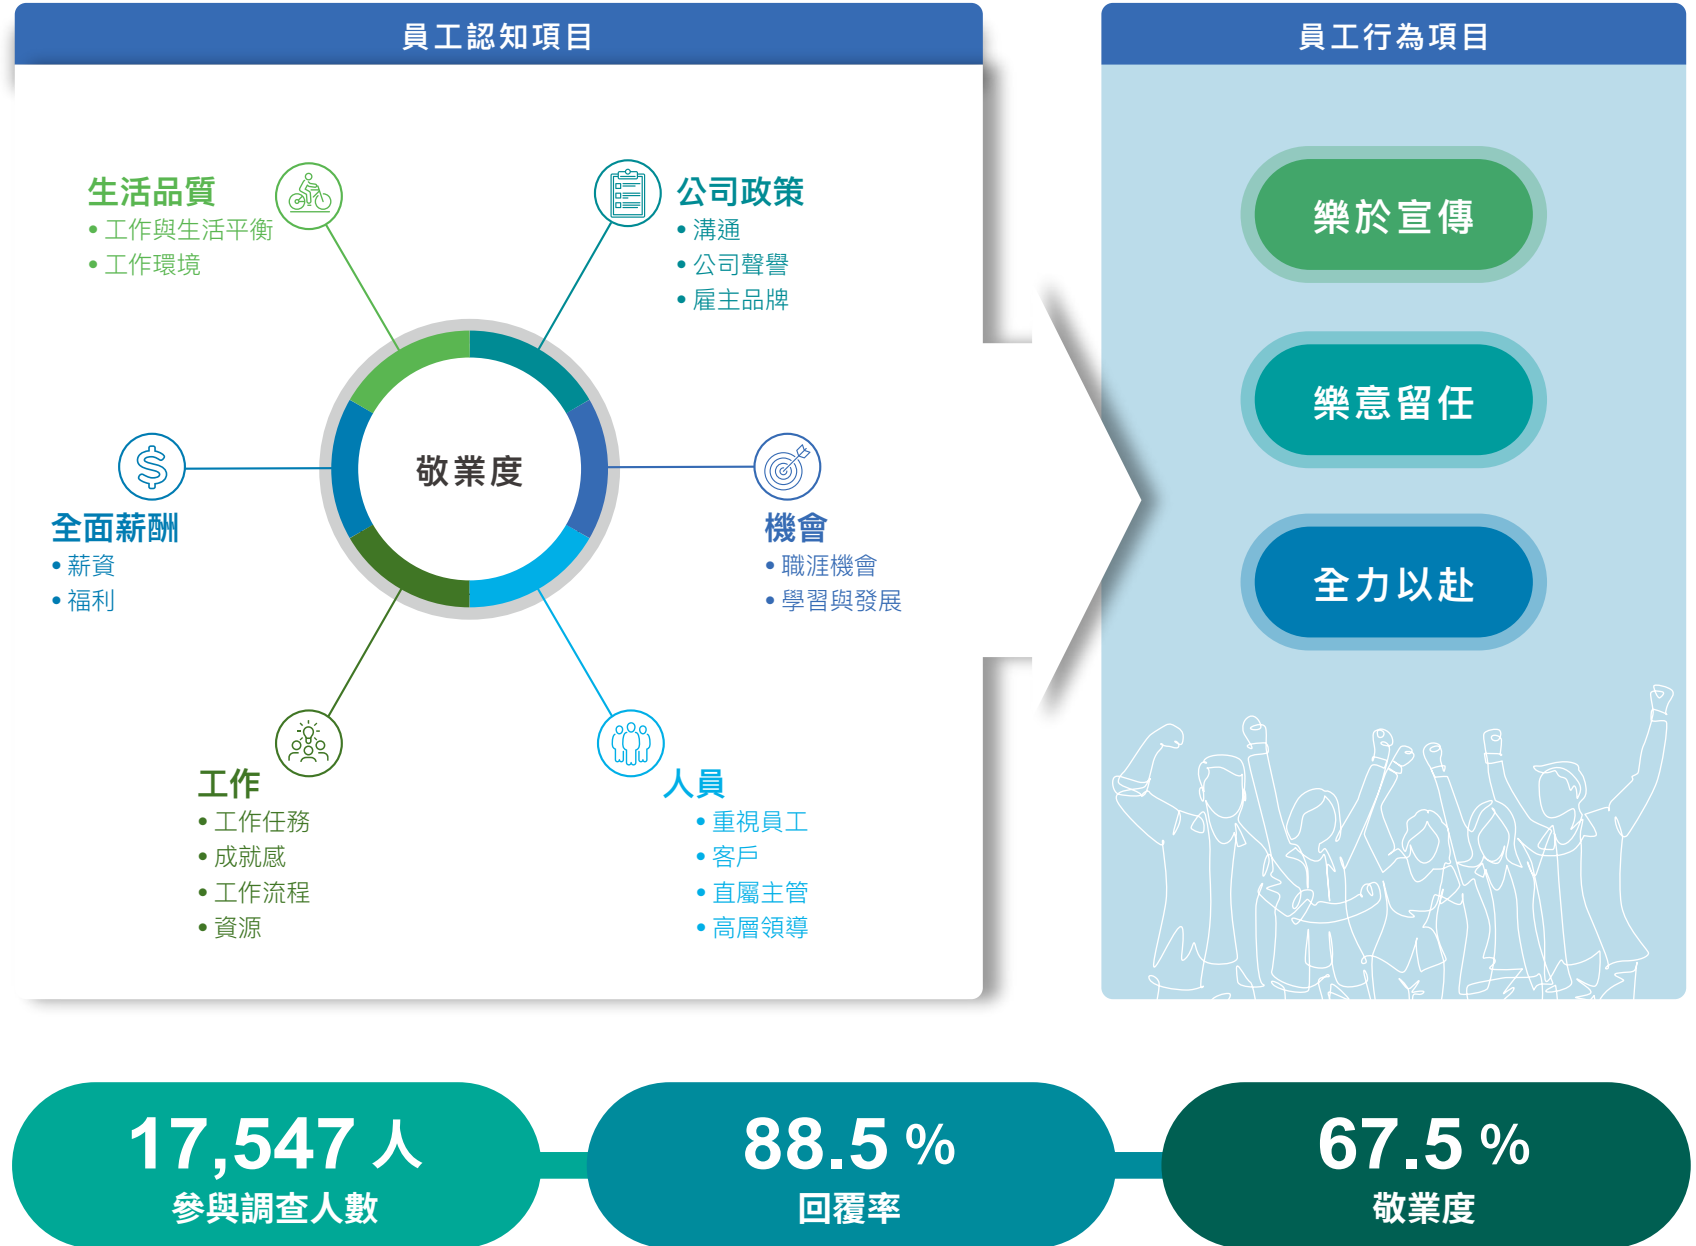 員工認知項目
生活品質
• 工作與生活平衡
• 工作環境
公司政策
• 溝通
• 公司聲譽
• 雇主品牌
敬業度
全面薪酬
• 薪資
• 福利
機會
• 職涯機會
• 學習與發展
工作
• 工作任務
• 成就感
• 工作流程
• 資源
人員
• 重視員工
• 客戶
• 直屬主管
• 高層領導
員工行為項目
樂於宣傳
樂意留任
全力以赴
17,547 人
參與調查人數
88.5 %
回覆率
67.5 %
敬業度